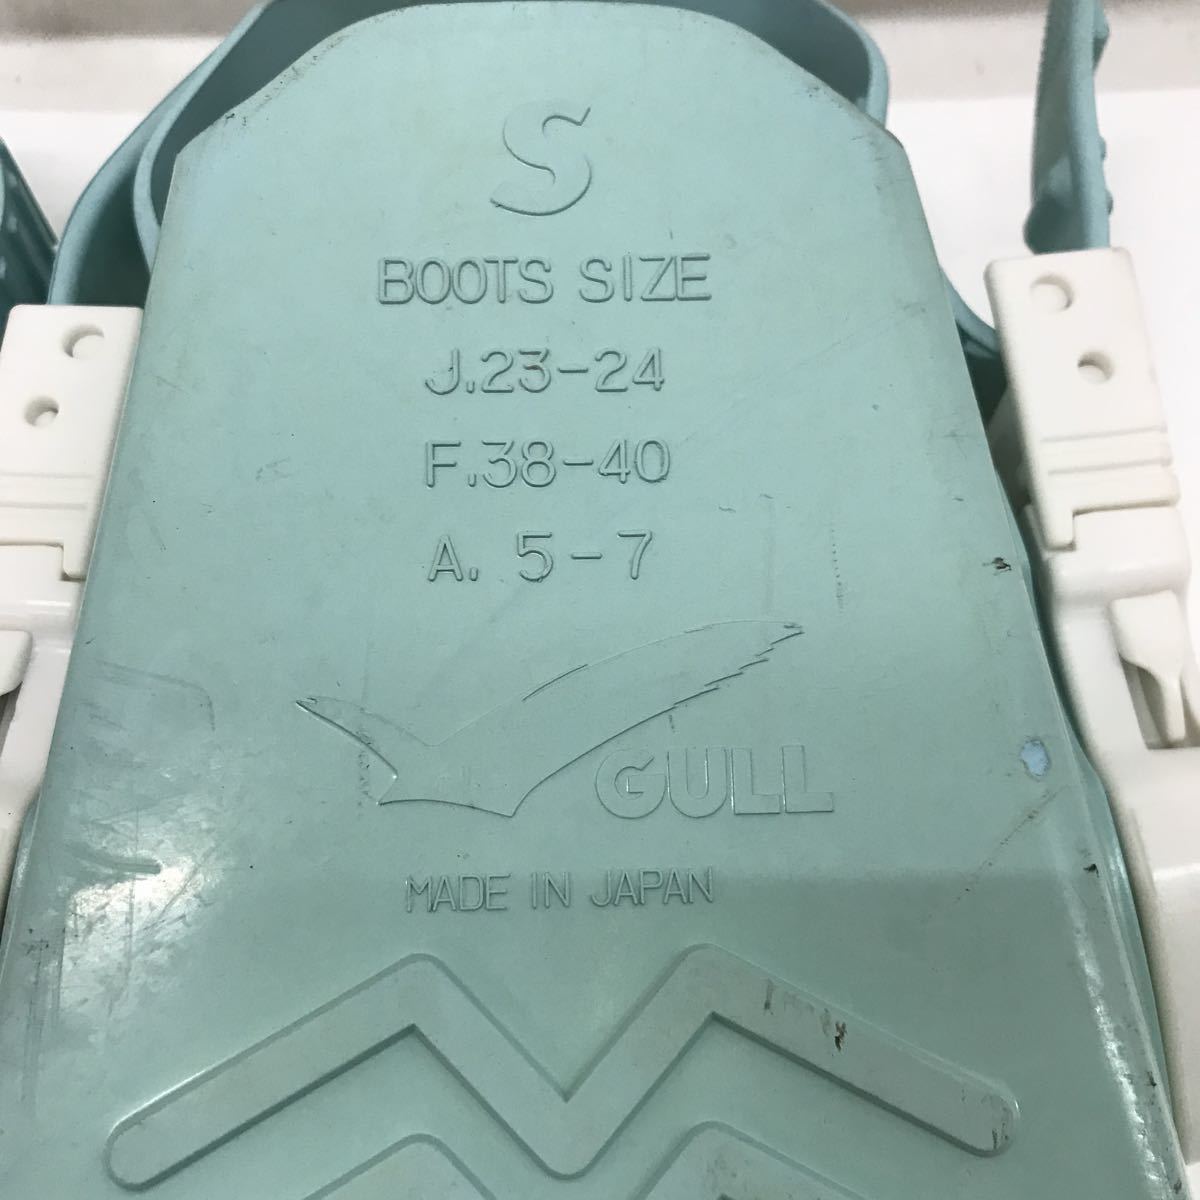 S
BOOTS SIZE
J.23-24
F.38-40
A. 5-7
GULL
MADE IN JAPAN